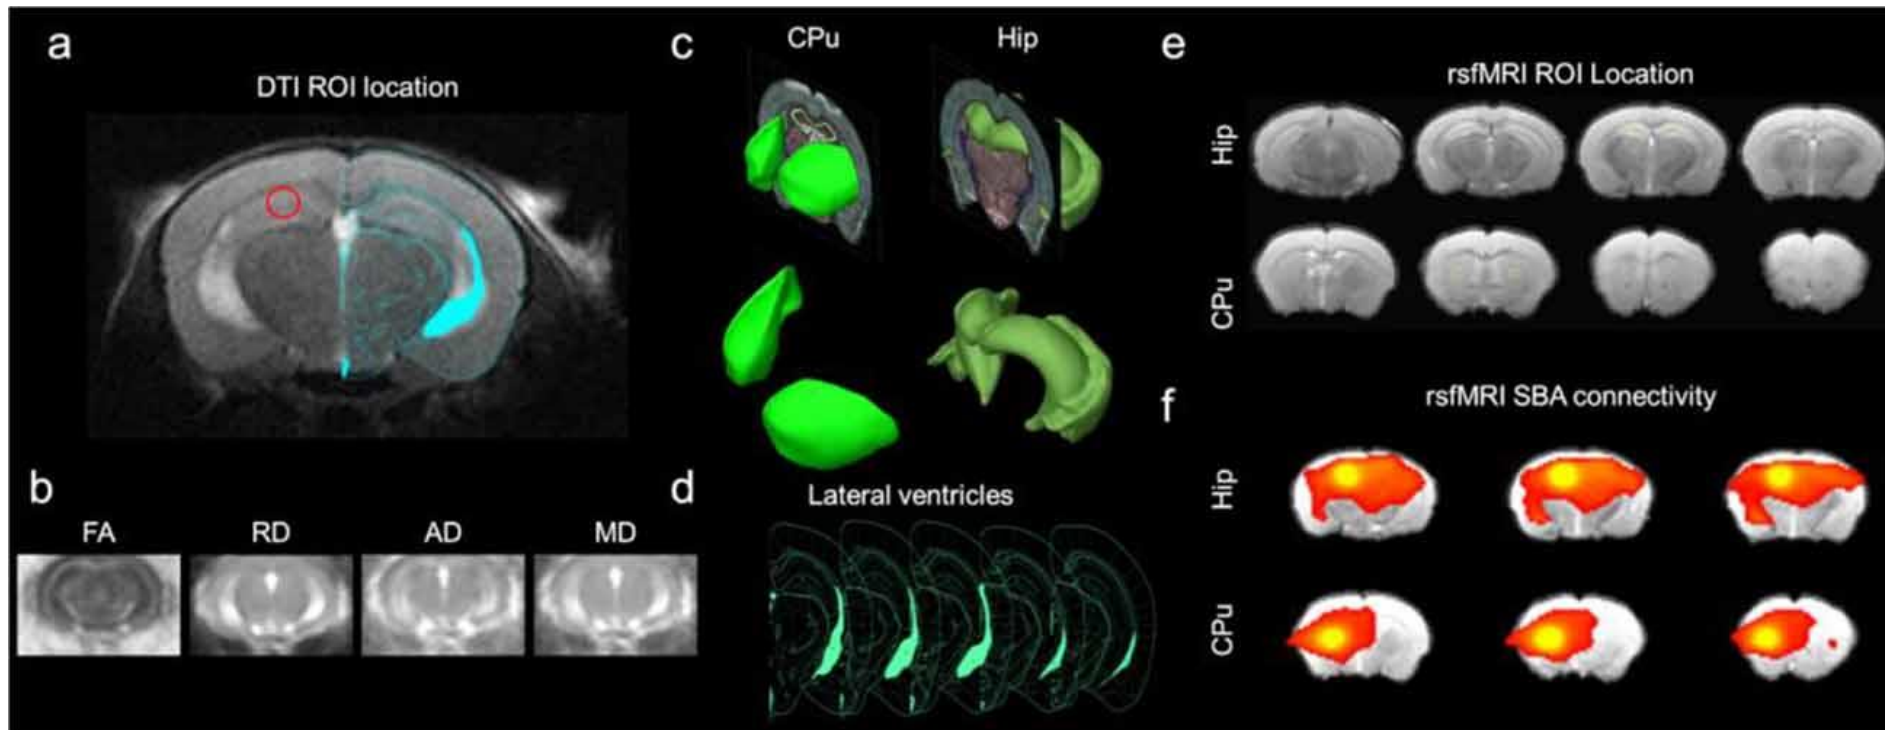 a
DTI ROI location
b
FA RD AD MD
c
CPu Hip
d
Lateral ventricles
e
rsfMRI ROI Location
Hip
CPu
f
rsfMRI SBA connectivity
Hip
CPu